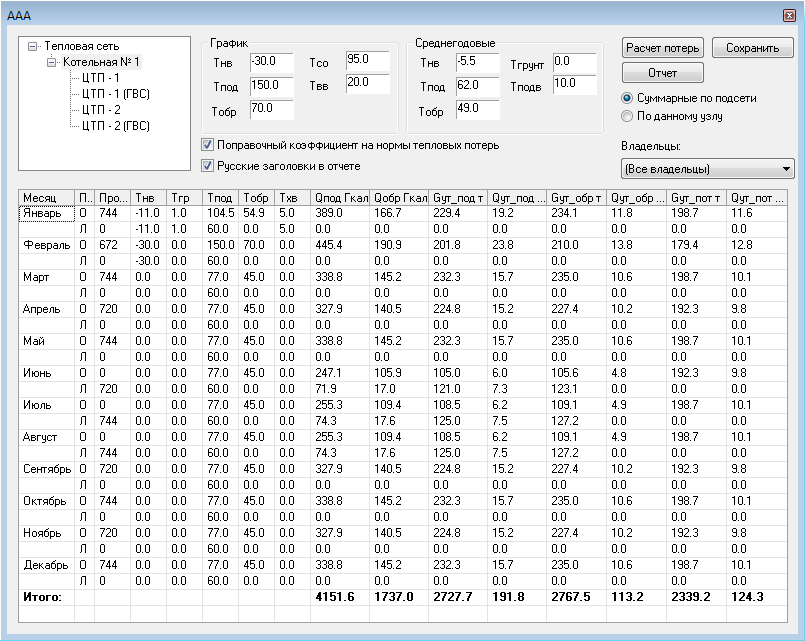 AAA
Тепловая сеть
Котельная № 1
ЦТП - 1
ЦТП - 1 (ГВС)
ЦТП - 2
ЦТП - 2 (ГВС)
График
Тнв -30.0 Тсо 95.0
Тпод 150.0 Твв 20.0
Тобр 70.0
Среднегодовые
Тнв -5.5 Тгрунт 0.0
Тпод 62.0 Тподв 10.0
Тобр 49.0
Поправочный коэффициент на нормы тепловых потерь
Русские заголовки в отчете
Расчет потерь Сохранить
Отчет
Суммарные по подсети
По данному узлу
Владельцы:
(Все владельцы)
Месяц П.. Про... Тнв Тгр Тпод Тобр Тхв Qпод Гкал Qобр Гкал Gут_под т Qут_под ... Gут_обр т Qут_обр ... Gут_пот т Qут_пот ...
Январь О 744 -11.0 1.0 104.5 54.9 5.0 389.0 166.7 229.4 19.2 234.1 11.8 198.7 11.6
Л 0 -11.0 1.0 60.0 0.0 5.0 0.0 0.0 0.0 0.0 0.0 0.0 0.0 0.0
Февраль О 672 -30.0 0.0 150.0 70.0 0.0 445.4 190.9 201.8 23.8 210.0 13.8 179.4 12.8
Л 0 -30.0 0.0 60.0 0.0 0.0 0.0 0.0 0.0 0.0 0.0 0.0 0.0 0.0
Март О 744 0.0 0.0 77.0 45.0 0.0 338.8 145.2 232.3 15.7 235.0 10.6 198.7 10.1
Л 0 0.0 0.0 60.0 0.0 0.0 0.0 0.0 0.0 0.0 0.0 0.0 0.0 0.0
Апрель О 720 0.0 0.0 77.0 45.0 0.0 327.9 140.5 224.8 15.2 227.4 10.2 192.3 9.8
Л 0 0.0 0.0 60.0 0.0 0.0 0.0 0.0 0.0 0.0 0.0 0.0 0.0 0.0
Май О 744 0.0 0.0 77.0 45.0 0.0 338.8 145.2 232.3 15.7 235.0 10.6 198.7 10.1
Л 0 0.0 0.0 60.0 0.0 0.0 0.0 0.0 0.0 0.0 0.0 0.0 0.0 0.0
Июнь О 0 0.0 0.0 77.0 45.0 0.0 247.1 105.9 105.0 6.0 105.6 4.8 192.3 9.8
Л 720 0.0 0.0 60.0 0.0 0.0 71.9 17.0 121.0 7.3 123.1 0.0 0.0 0.0
Июль О 0 0.0 0.0 77.0 45.0 0.0 255.3 109.4 108.5 6.2 109.1 4.9 198.7 10.1
Л 744 0.0 0.0 60.0 0.0 0.0 74.3 17.6 125.0 7.5 127.2 0.0 0.0 0.0
Август О 0 0.0 0.0 77.0 45.0 0.0 255.3 109.4 108.5 6.2 109.1 4.9 198.7 10.1
Л 744 0.0 0.0 60.0 0.0 0.0 74.3 17.6 125.0 7.5 127.2 0.0 0.0 0.0
Сентябрь О 720 0.0 0.0 77.0 45.0 0.0 327.9 140.5 224.8 15.2 227.4 10.2 192.3 9.8
Л 0 0.0 0.0 60.0 0.0 0.0 0.0 0.0 0.0 0.0 0.0 0.0 0.0 0.0
Октябрь О 744 0.0 0.0 77.0 45.0 0.0 338.8 145.2 232.3 15.7 235.0 10.6 198.7 10.1
Л 0 0.0 0.0 60.0 0.0 0.0 0.0 0.0 0.0 0.0 0.0 0.0 0.0 0.0
Ноябрь О 720 0.0 0.0 77.0 45.0 0.0 327.9 140.5 224.8 15.2 227.4 10.2 192.3 9.8
Л 0 0.0 0.0 60.0 0.0 0.0 0.0 0.0 0.0 0.0 0.0 0.0 0.0 0.0
Декабрь О 744 0.0 0.0 77.0 45.0 0.0 338.8 145.2 232.3 15.7 235.0 10.6 198.7 10.1
Л 0 0.0 0.0 60.0 0.0 0.0 0.0 0.0 0.0 0.0 0.0 0.0 0.0 0.0
Итого: 4151.6 1737.0 2727.7 191.8 2767.5 113.2 2339.2 124.3